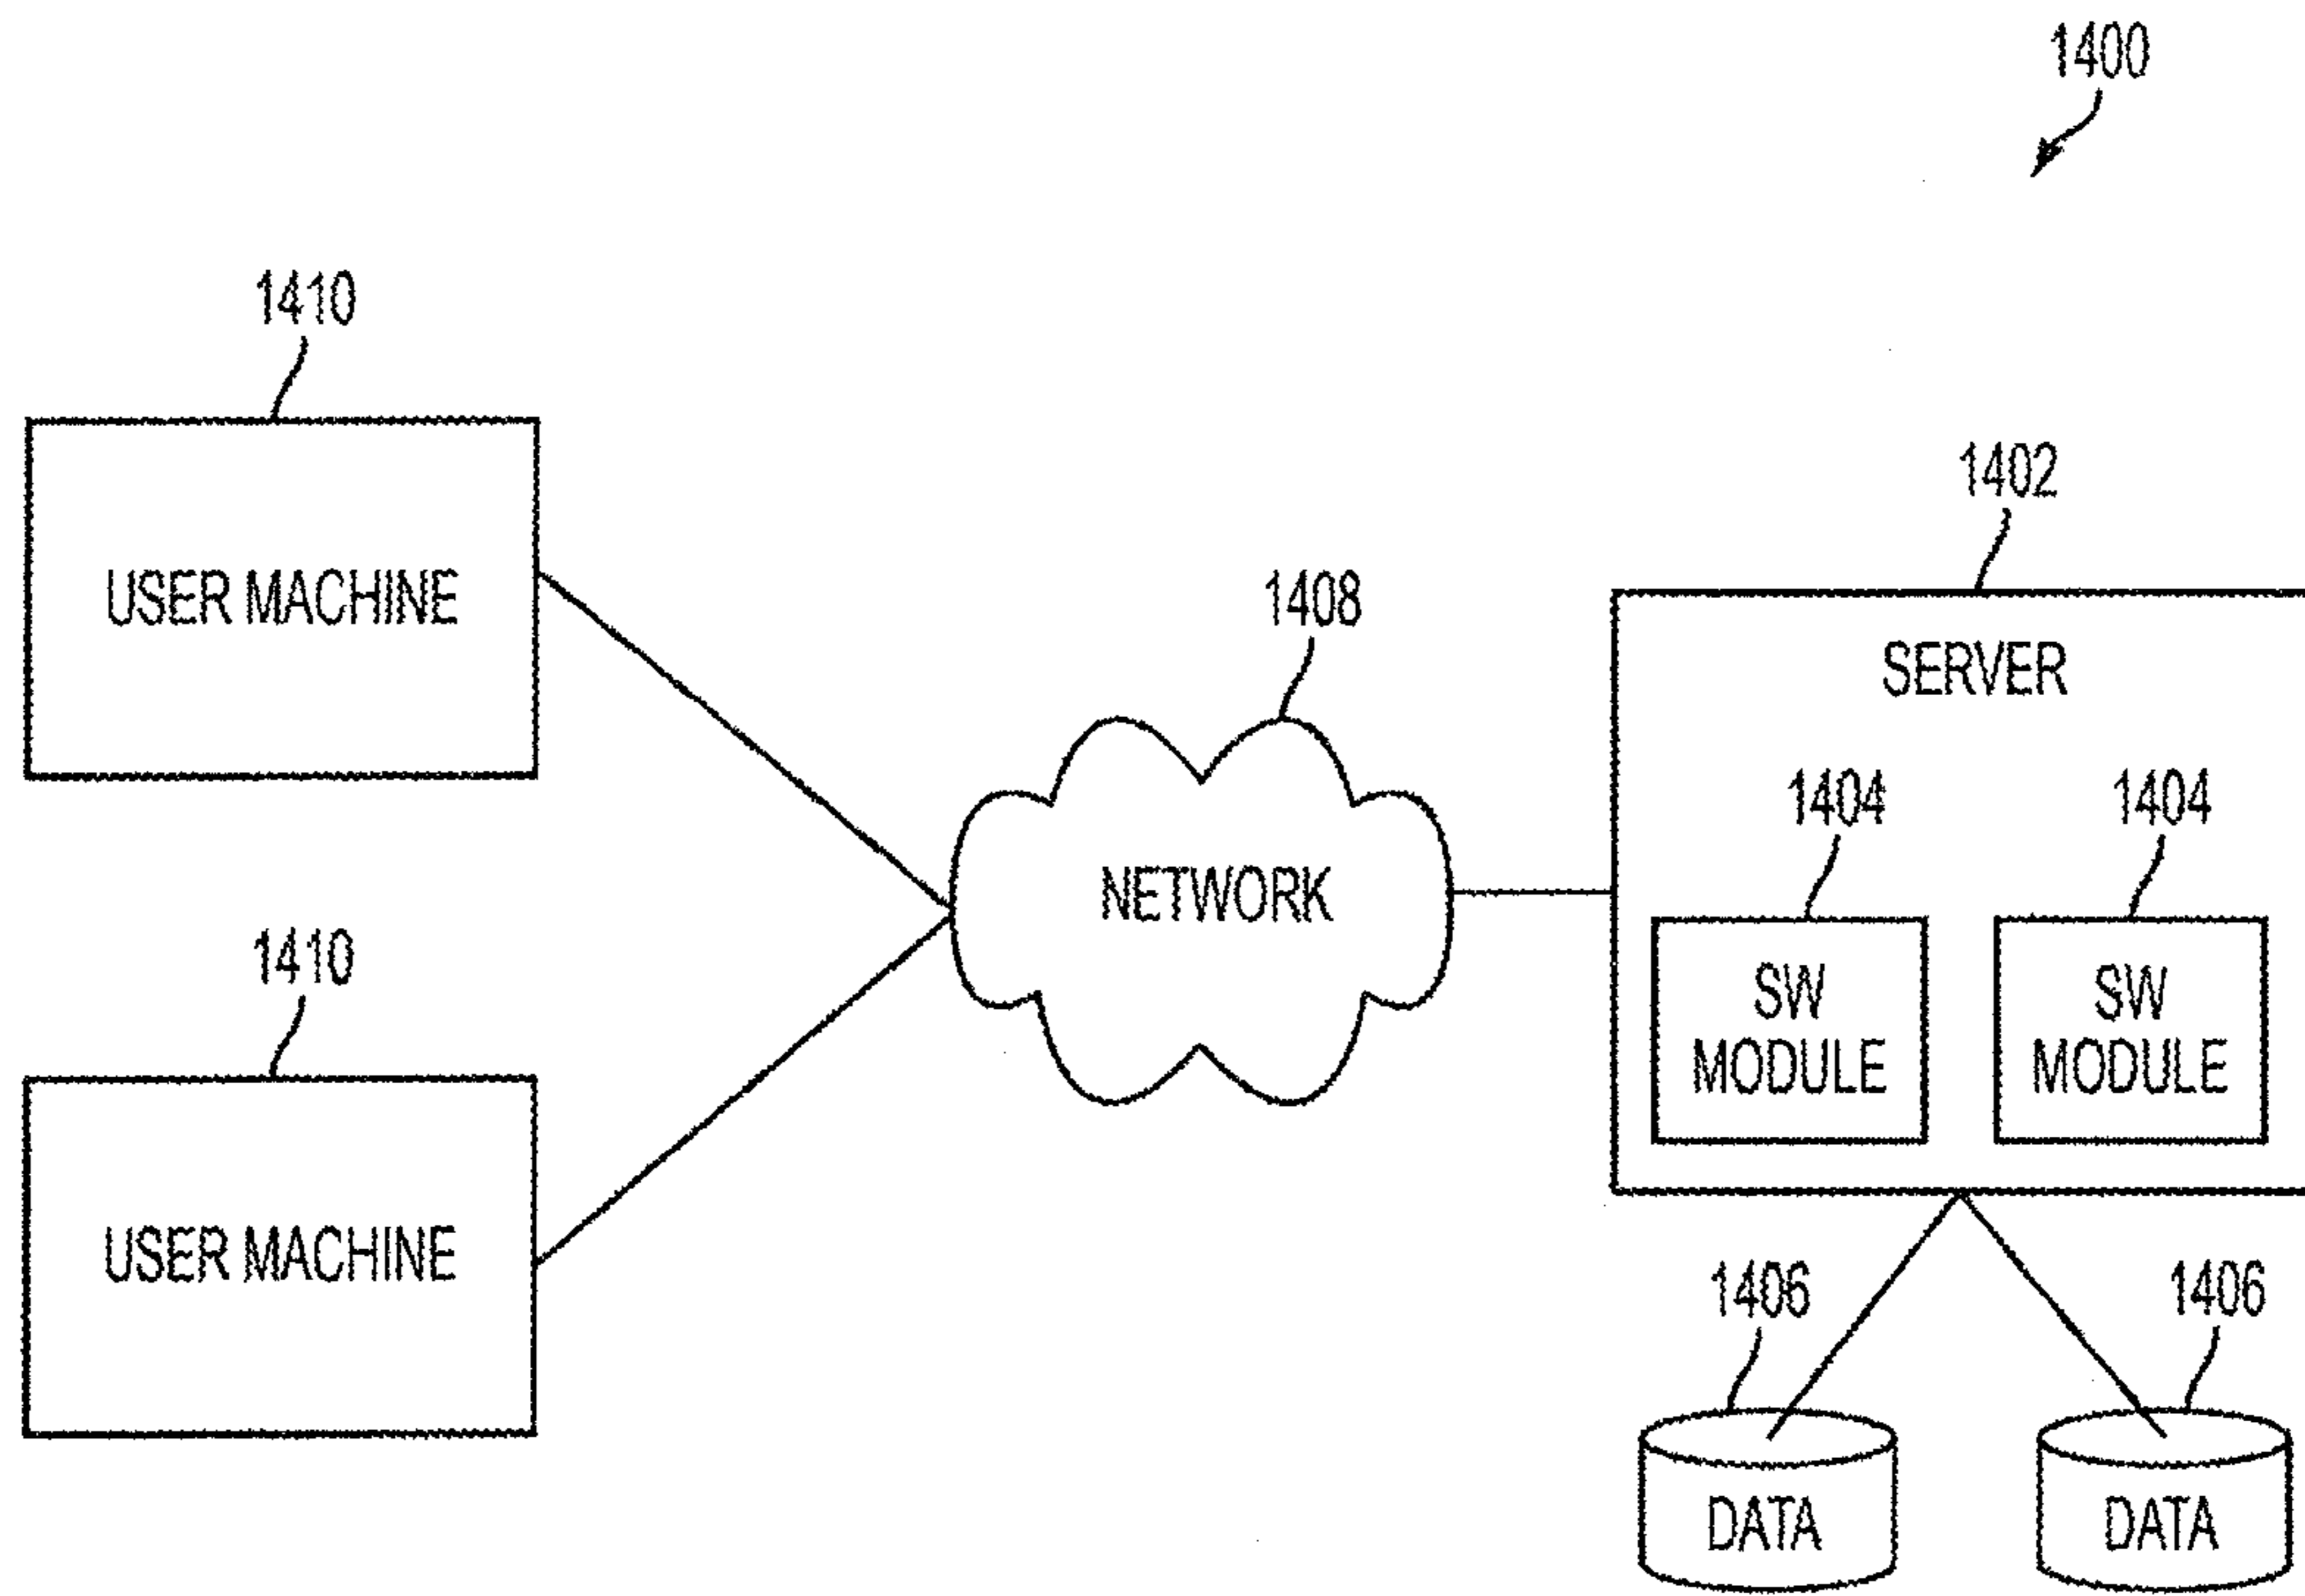 1400
1410
USER MACHINE
1402
1408
SERVER
1404
1404
NETWORK
SW
MODULE
SW
MODULE
1410
USER MACHINE
1406
1406
DATA
DATA